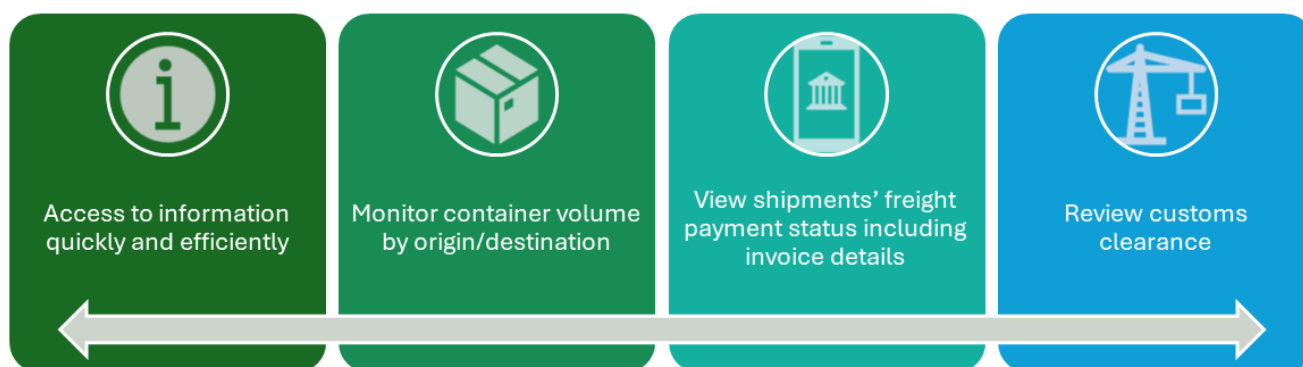 Access to information
quickly and efficiently
Monitor container volume
by origin/destination
View shipments’ freight
payment status including
invoice details
Review customs
clearance